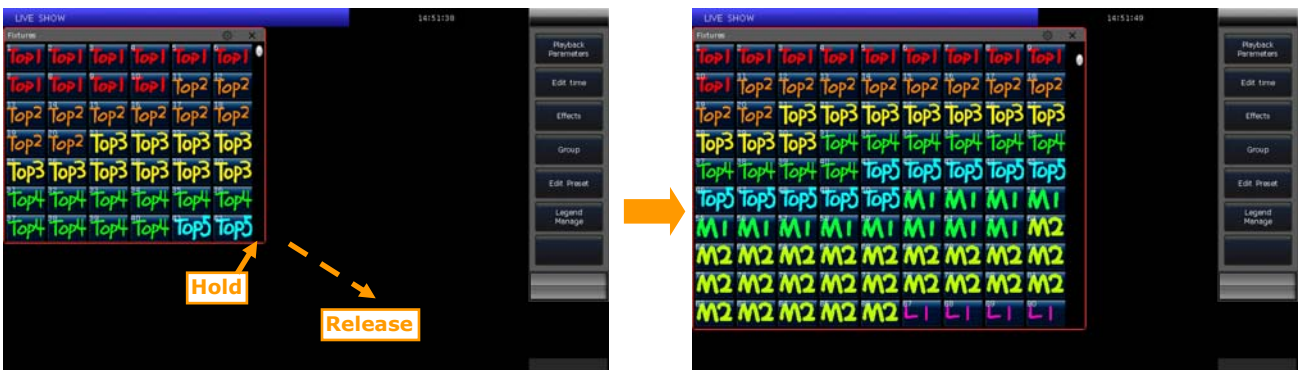 LIVE SHOW
14:51:38
Fixtures
Top1 Top1 Top1 Top1 Top1 Top1
Top1 Top1 Top1 Top1 Top2 Top2
Top2 Top2 Top2 Top2 Top2 Top2
Top2 Top2 Top3 Top3 Top3 Top3
Top3 Top3 Top3 Top3 Top3 Top3
Top4 Top4 Top4 Top4 Top4 Top4
Top4 Top4 Top4 Top4 Top5 Top5
Hold
Release
Playback
Parameters
Edit time
Effects
Group
Edit Preset
Legend
Manage
LIVE SHOW
14:51:49
Fixtures
Top1 Top1 Top1 Top1 Top1 Top1 Top1 Top1 Top1
Top1 Top2 Top2 Top2 Top2 Top2 Top2 Top2 Top2
Top2 Top2 Top3 Top3 Top3 Top3 Top3 Top3 Top3
Top3 Top3 Top3 Top4 Top4 Top4 Top4 Top4 Top4
Top4 Top4 Top4 Top4 Top5 Top5 Top5 Top5 Top5
Top5 Top5 Top5 Top5 Top5 M1 M1 M1 M1
M1 M1 M1 M1 M1 M1 M1 M1 M2
M2 M2 M2 M2 M2 M2 M2 M2 M2
M2 M2 M2 M2 M2 M2 M2 M2 M2
M2 M2 M2 M2 M2 L1 L1 L1 L1
Playback
Parameters
Edit time
Effects
Group
Edit Preset
Legend
Manage